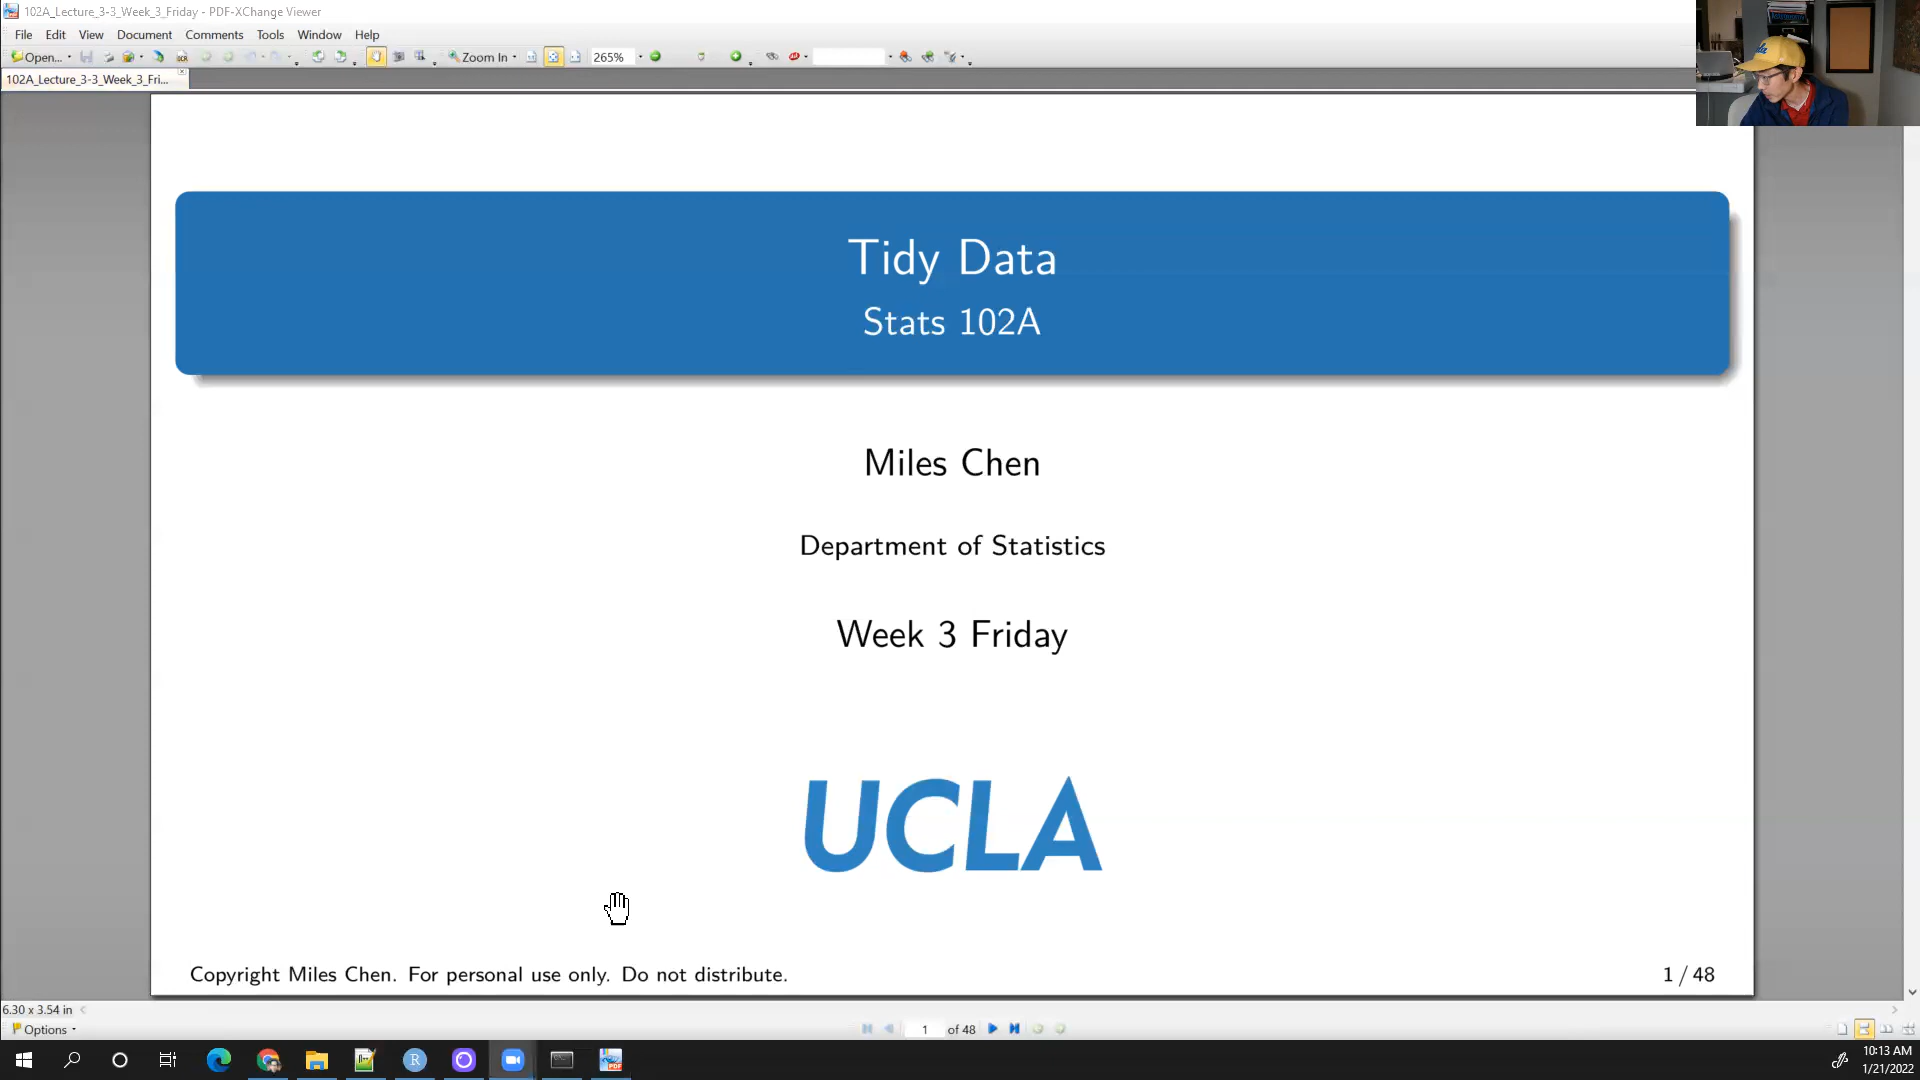 102A_Lecture_3-3_Week_3_Friday - PDF-XChange Viewer
File Edit View Document Comments Tools Window Help
Open... Zoom In 265%
102A_Lecture_3-3_Week_3_Fri...
Tidy Data
Stats 102A
Miles Chen
Department of Statistics
Week 3 Friday
UCLA
Copyright Miles Chen. For personal use only. Do not distribute.
1 / 48
6.30 x 3.54 in
Options
1 of 48
10:13 AM
1/21/2022